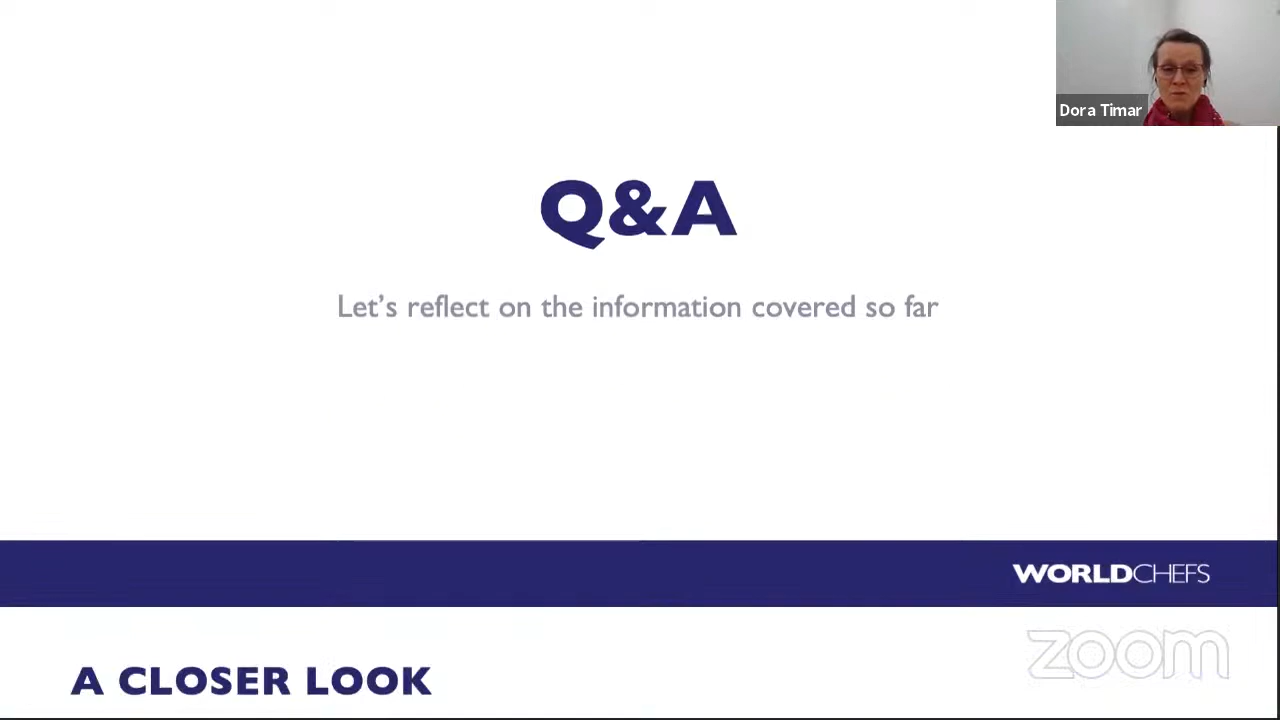 Dora Timar
Q&A
Let's reflect on the information covered so far
WORLDCHEFS
zoom
A CLOSER LOOK